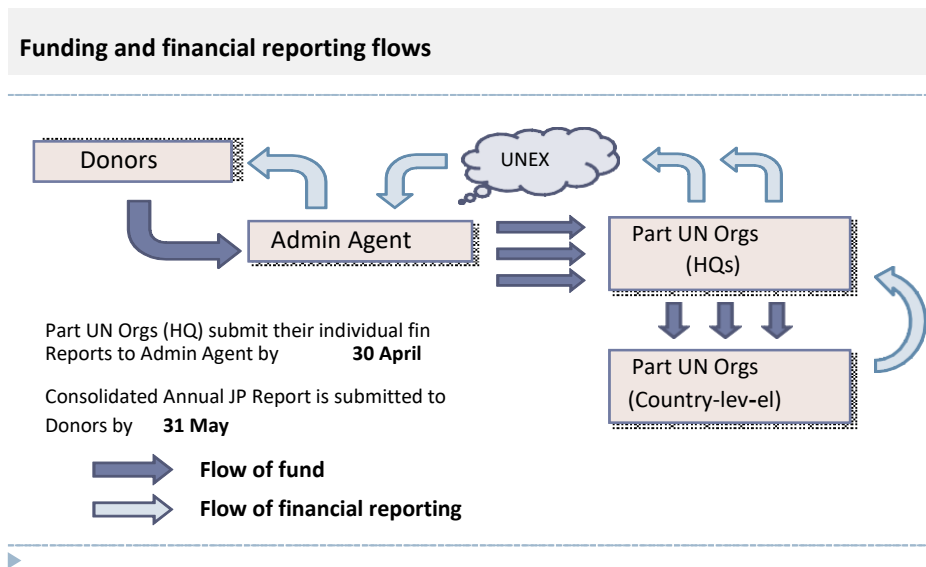 Funding and financial reporting flows
Donors
UNEX
Admin Agent
Part UN Orgs
(HQs)
Part UN Orgs (HQ) submit their individual fin
Reports to Admin Agent by 30 April
Part UN Orgs
(Country-lev-el)
Consolidated Annual JP Report is submitted to
Donors by 31 May
Flow of fund
Flow of financial reporting